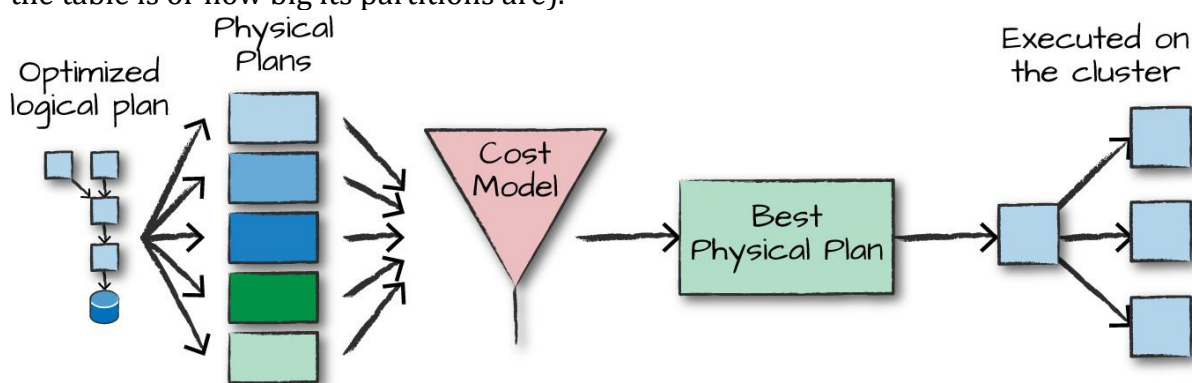 the table is or how big its partitions are).
Physical
Plans
Optimized
logical plan
Cost
Model
Best
Physical Plan
Executed on
the cluster